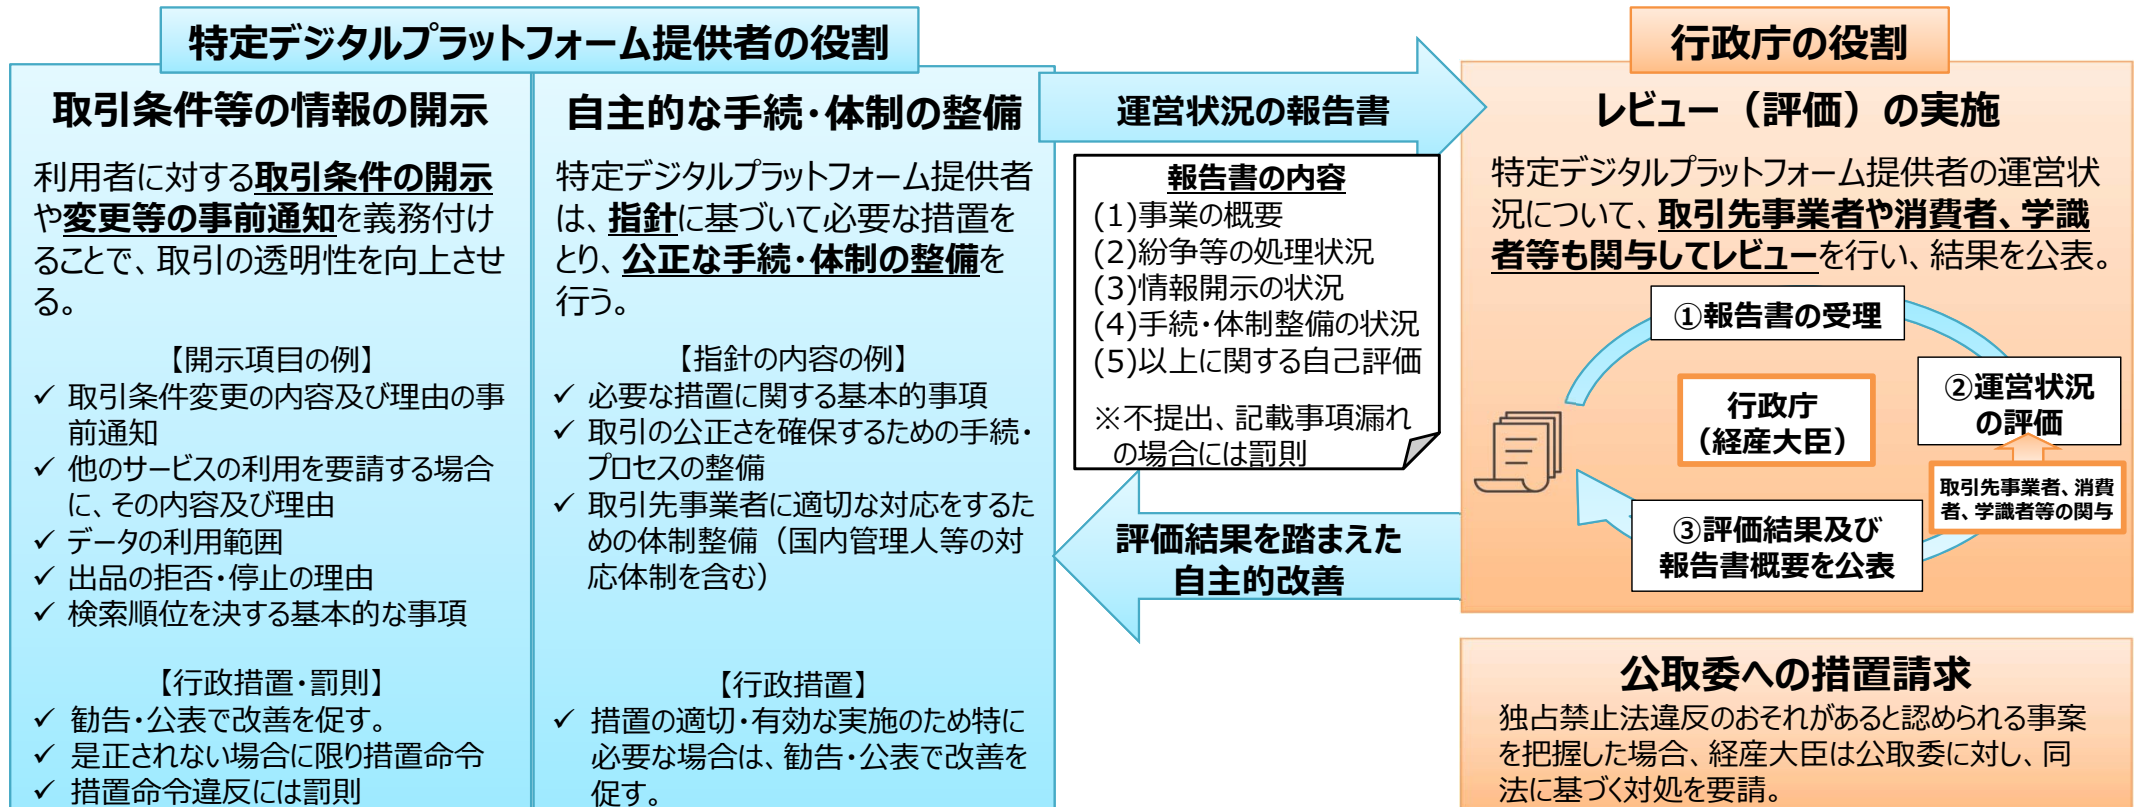 特定デジタルプラットフォーム提供者の役割
取引条件等の情報の開示
利用者に対する取引条件の開示
や変更等の事前通知を義務付け
ることで、取引の透明性を向上させ
る。
【開示項目の例】
✓ 取引条件変更の内容及び理由の事
前通知
✓ 他のサービスの利用を要請する場合
に、その内容及び理由
✓ データの利用範囲
✓ 出品の拒否・停止の理由
✓ 検索順位を決する基本的な事項
【行政措置・罰則】
✓ 勧告・公表で改善を促す。
✓ 是正されない場合に限り措置命令
✓ 措置命令違反には罰則
自主的な手続・体制の整備
特定デジタルプラットフォーム提供者
は、指針に基づいて必要な措置を
とり、公正な手続・体制の整備を
行う。
【指針の内容の例】
✓ 必要な措置に関する基本的事項
✓ 取引の公正さを確保するための手続・
プロセスの整備
✓ 取引先事業者に適切な対応をするた
めの体制整備（国内管理人等の対
応体制を含む）
【行政措置】
✓ 措置の適切・有効な実施のため特に
必要な場合は、勧告・公表で改善を
促す。
運営状況の報告書
報告書の内容
(1)事業の概要
(2)紛争等の処理状況
(3)情報開示の状況
(4)手続・体制整備の状況
(5)以上に関する自己評価
※不提出、記載事項漏れ
の場合には罰則
評価結果を踏まえた
自主的改善
行政庁の役割
レビュー（評価）の実施
特定デジタルプラットフォーム提供者の運営状
況について、取引先事業者や消費者、学識
者等も関与してレビューを行い、結果を公表。
①報告書の受理
②運営状況
の評価
行政庁
（経産大臣）
取引先事業者、消費
者、学識者等の関与
③評価結果及び
報告書概要を公表
公取委への措置請求
独占禁止法違反のおそれがあると認められる事案
を把握した場合、経産大臣は公取委に対し、同
法に基づく対処を要請。